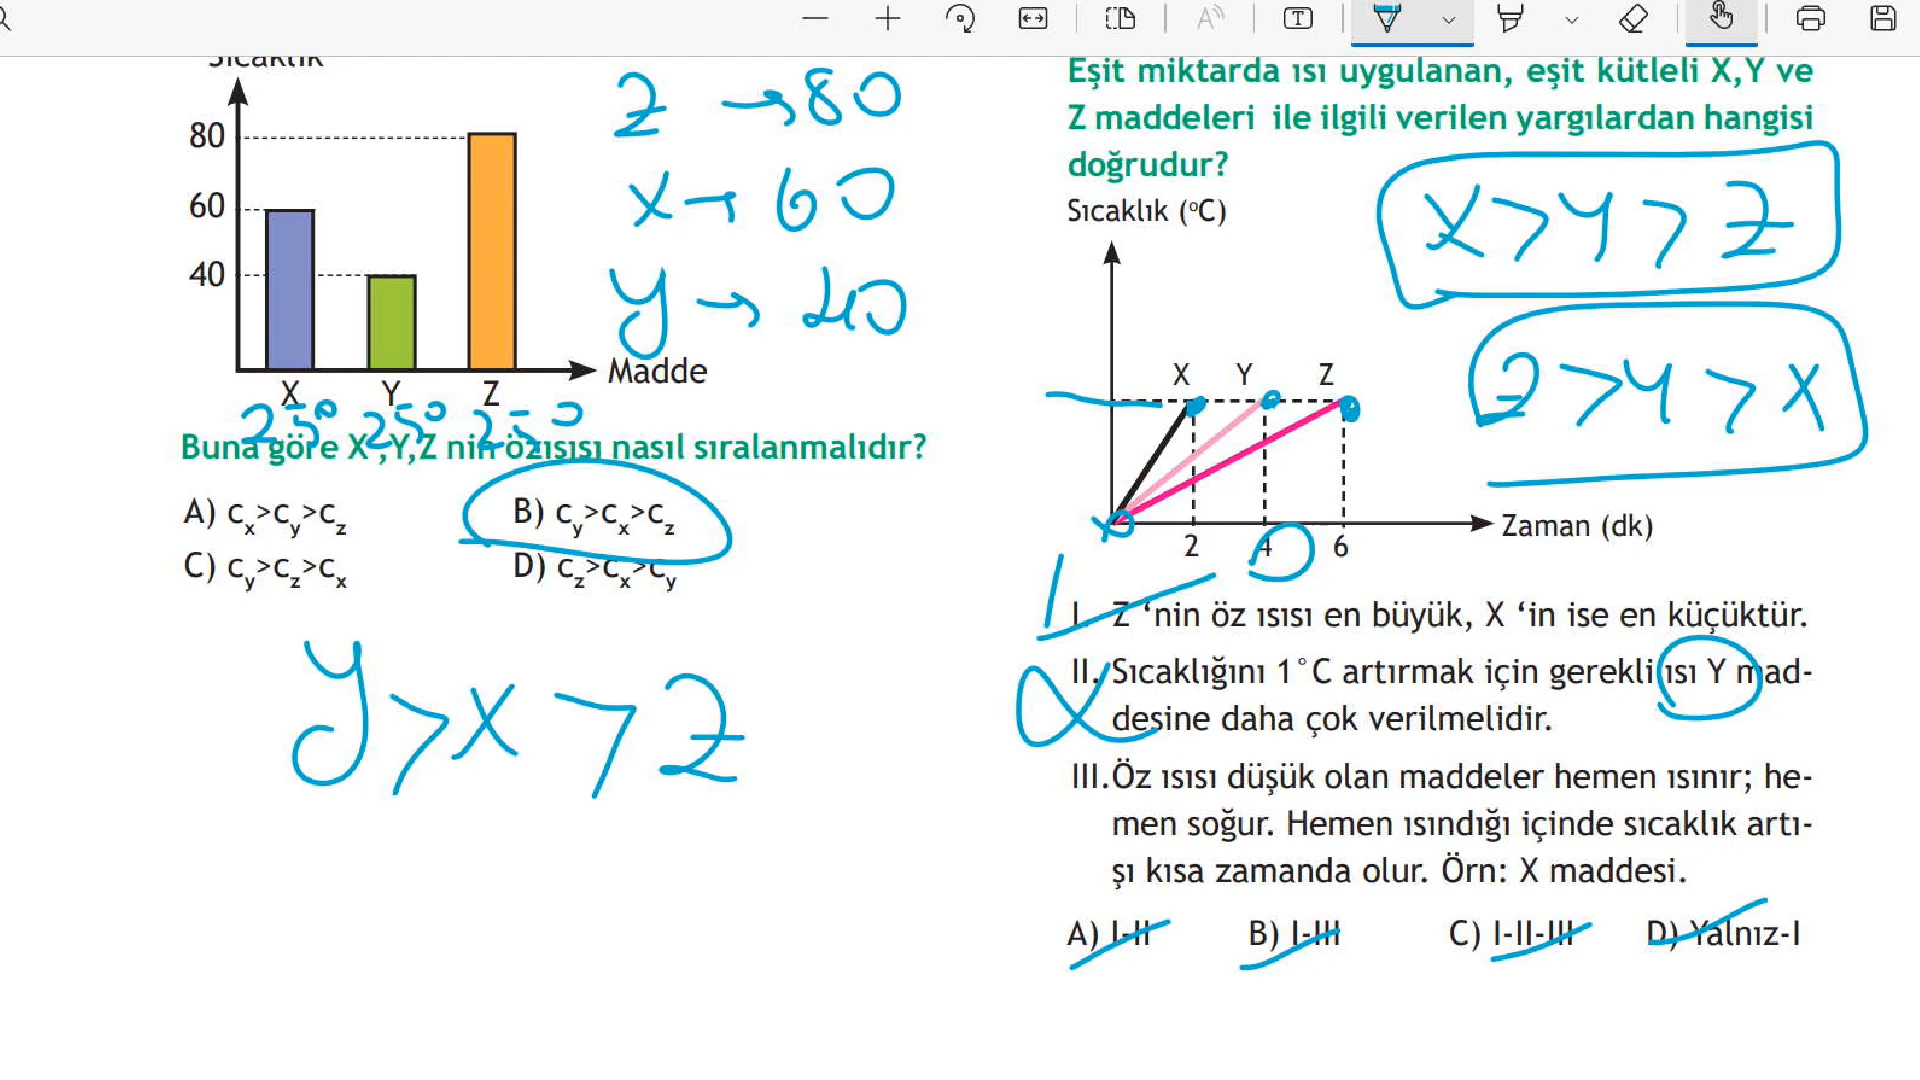 Sıcaklık
80
60
40
X Y Z
Madde
25° 25° 25°
z → 80
x → 60
y → 40
Buna göre X ,Y,Z nin özısısı nasıl sıralanmalıdır?
A) cx>cy>cz
B) cy>cx>cz
C) cy>cz>cx
D) cz>cx>cy
y > x > z
Eşit miktarda ısı uygulanan, eşit kütleli X,Y ve
Z maddeleri ile ilgili verilen yargılardan hangisi
doğrudur?
Sıcaklık (°C)
X > Y > Z
Z > Y > X
X Y Z
2 4 6
Zaman (dk)
I. Z ‘nin öz ısısı en büyük, X ‘in ise en küçüktür.
II. Sıcaklığını 1°C artırmak için gerekli ısı Y mad-
desine daha çok verilmelidir.
III.Öz ısısı düşük olan maddeler hemen ısınır; he-
men soğur. Hemen ısındığı içinde sıcaklık artı-
şı kısa zamanda olur. Örn: X maddesi.
A) I-II
B) I-III
C) I-II-III
D) Yalnız-I